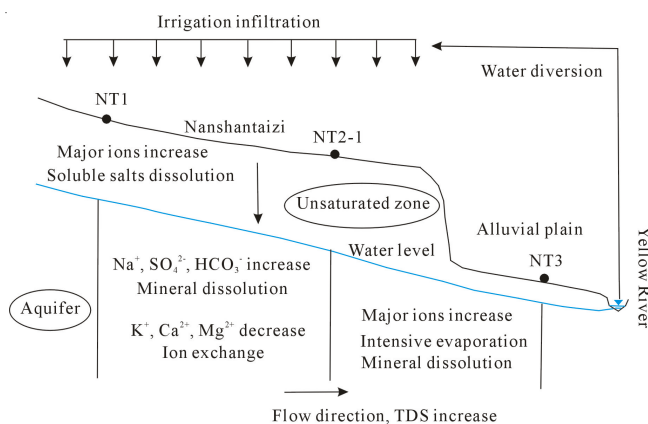 Irrigation infiltration
Water diversion
NT1
Nanshantaizi
NT2-1
Major ions increase
Soluble salts dissolution
Unsaturated zone
Alluvial plain
Water level
NT3
Yellow River
Na⁺, SO₄²⁻, HCO₃⁻ increase
Mineral dissolution
Aquifer
K⁺, Ca²⁺, Mg²⁺ decrease
Ion exchange
Major ions increase
Intensive evaporation
Mineral dissolution
Flow direction, TDS increase